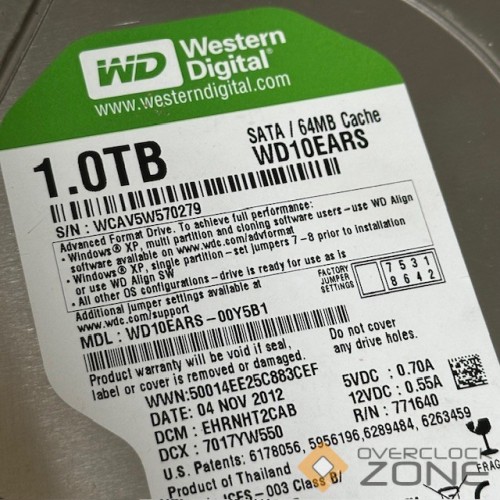 WD Western
Digital®
www.westerndigital.com
1.0TB
SATA / 64MB Cache
WD10EARS
S/N : WCAV5W570279
Advanced Format Drive. To achieve full performance:
• Windows® XP, multi partition and cloning software users - use WD Align
software available on www.wdc.com/advformat
• Windows® XP, single partition - set jumpers 7 - 8 prior to installation
or use WD Align SW
• All other OS configurations - drive is ready for use as is
Additional jumper settings available at
www.wdc.com/support
FACTORY
JUMPER
SETTINGS
7 5 3 1
8 6 4 2
MDL : WD10EARS-00Y5B1
Product warranty will be void if seal,
label, or cover is removed or damaged.
Do not cover
any drive holes.
WWN:50014EE25C883CEF
DATE: 04 NOV 2012
DCM : EHRNHT2CAB
DCX : 7017YW550
5VDC : 0.70A
12VDC : 0.55A
R/N : 771640
U.S. Patents: 6178056, 5956196,6289484, 6263459
Product of Thailand
ICES-003 Class B/
FRAG
OVERCLOCK
ZONE